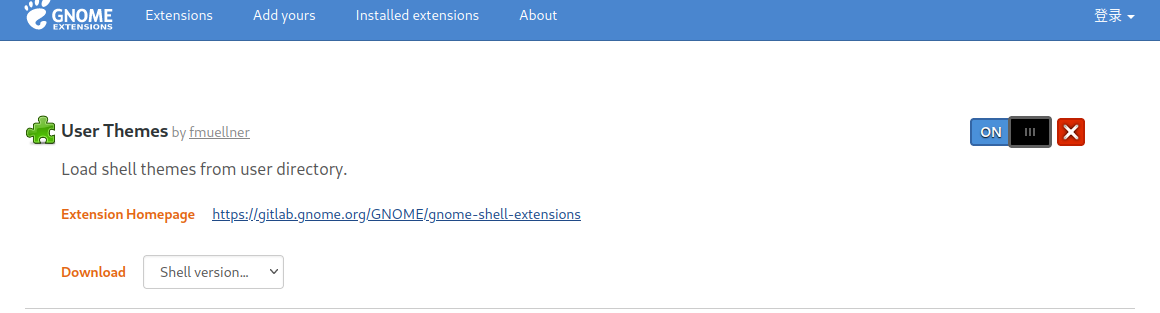 GNOME
EXTENSIONS
Extensions Add yours Installed extensions About 登录
User Themes by fmuellner ON
Load shell themes from user directory.
Extension Homepage https://gitlab.gnome.org/GNOME/gnome-shell-extensions
Download Shell version...